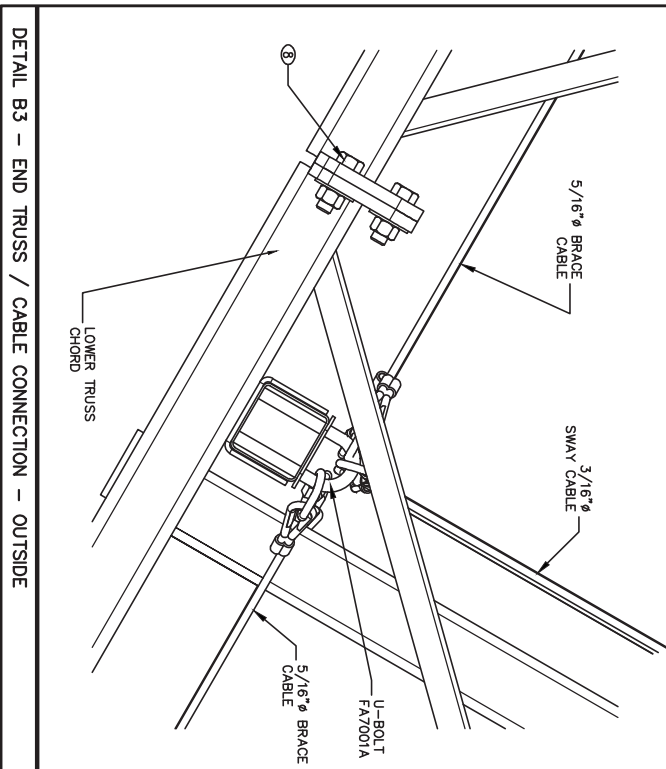 8
5/16"ø BRACE
CABLE
3/16"ø
SWAY CABLE
LOWER TRUSS
CHORD
U-BOLT
FA7001A
5/16"ø BRACE
CABLE
DETAIL B3 - END TRUSS / CABLE CONNECTION - OUTSIDE